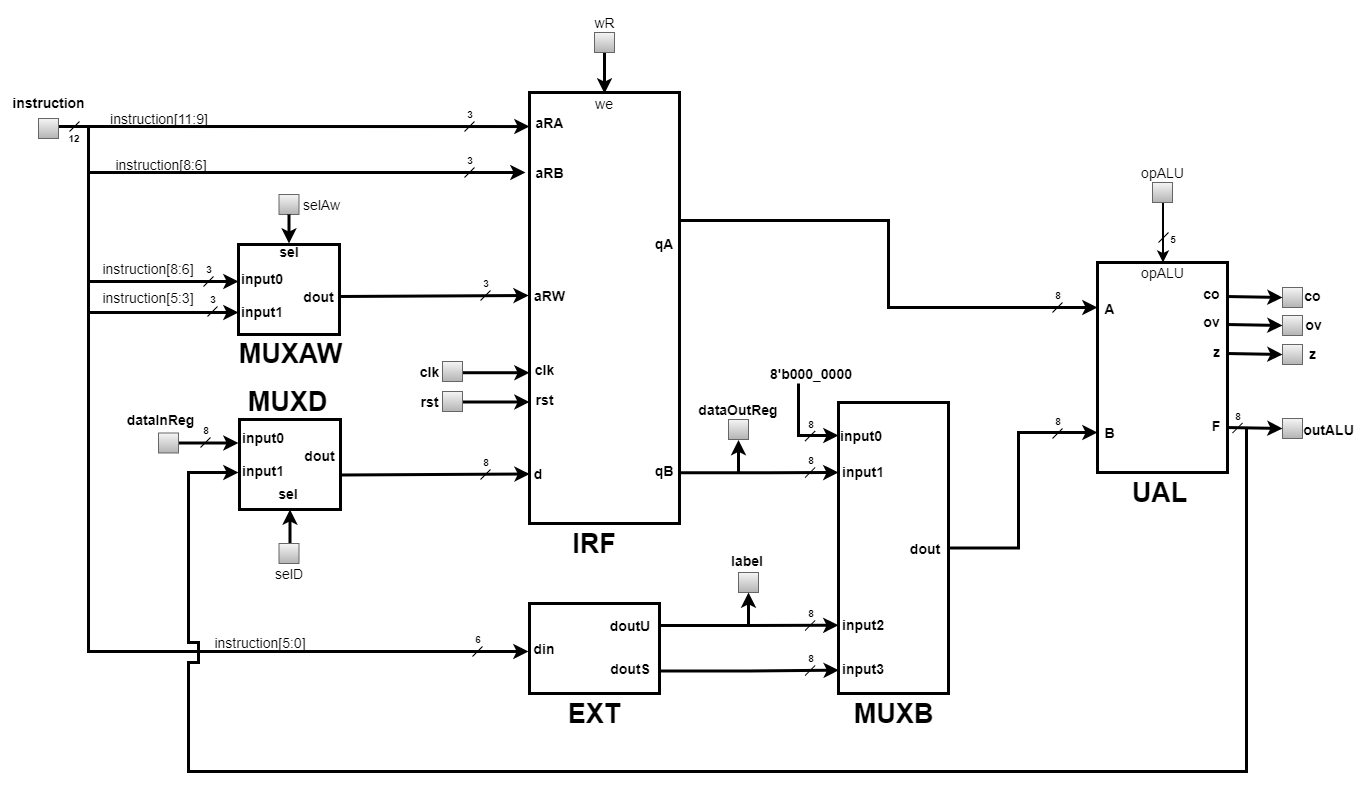 wR
instruction
12
instruction[11:9]
3
instruction[8:6]
3
we
aRA
aRB
aRW
clk
rst
d
qA
qB
IRF
selAw
sel
instruction[8:6]
3
input0
instruction[5:3]
3
input1
dout
3
MUXAW
clk
rst
MUXD
dataInReg
8
input0
input1
dout
sel
8
selD
dataOutReg
8'b000_0000
8
input0
8
input1
label
8
input2
8
input3
dout
MUXB
instruction[5:0]
6
din
doutU
doutS
EXT
opALU
5
opALU
8
A
8
B
co
ov
z
F
8
UAL
co
ov
z
outALU